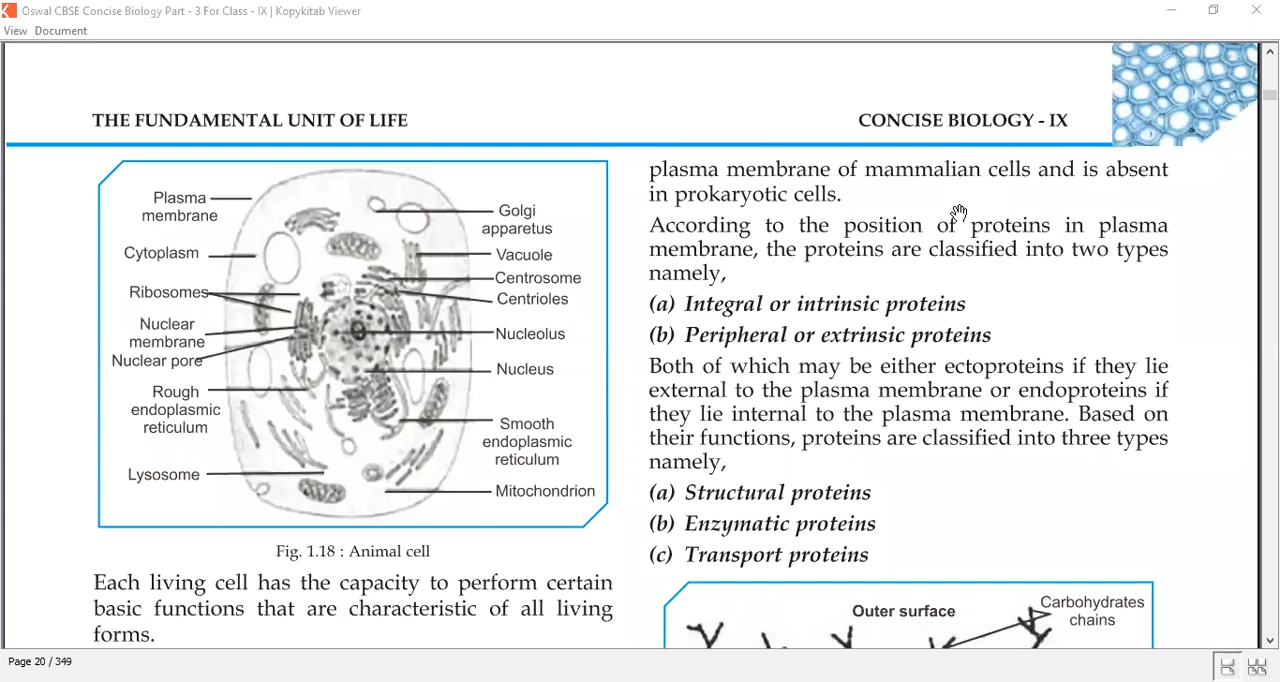 Oswal CBSE Concise Biology Part - 3 For Class - IX | Kopykitab Viewer
View Document
THE FUNDAMENTAL UNIT OF LIFE
CONCISE BIOLOGY - IX
Plasma
membrane
Cytoplasm
Ribosomes
Nuclear
membrane
Nuclear pore
Rough
endoplasmic
reticulum
Lysosome
Golgi
apparatus
Vacuole
Centrosome
Centrioles
Nucleolus
Nucleus
Smooth
endoplasmic
reticulum
Mitochondrion
Fig. 1.18 : Animal cell
Each living cell has the capacity to perform certain
basic functions that are characteristic of all living
forms.
plasma membrane of mammalian cells and is absent
in prokaryotic cells.
According to the position of proteins in plasma
membrane, the proteins are classified into two types
namely,
(a) Integral or intrinsic proteins
(b) Peripheral or extrinsic proteins
Both of which may be either ectoproteins if they lie
external to the plasma membrane or endoproteins if
they lie internal to the plasma membrane. Based on
their functions, proteins are classified into three types
namely,
(a) Structural proteins
(b) Enzymatic proteins
(c) Transport proteins
Outer surface
Carbohydrates
chains
Page 20 / 349